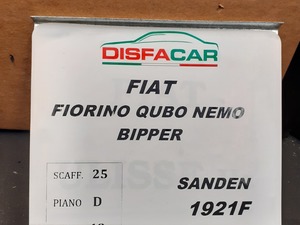 DISFACAR
FIAT
FIORINO QUBO NEMO
BIPPER
SCAFF. 25
SANDEN
PIANO D
1921F